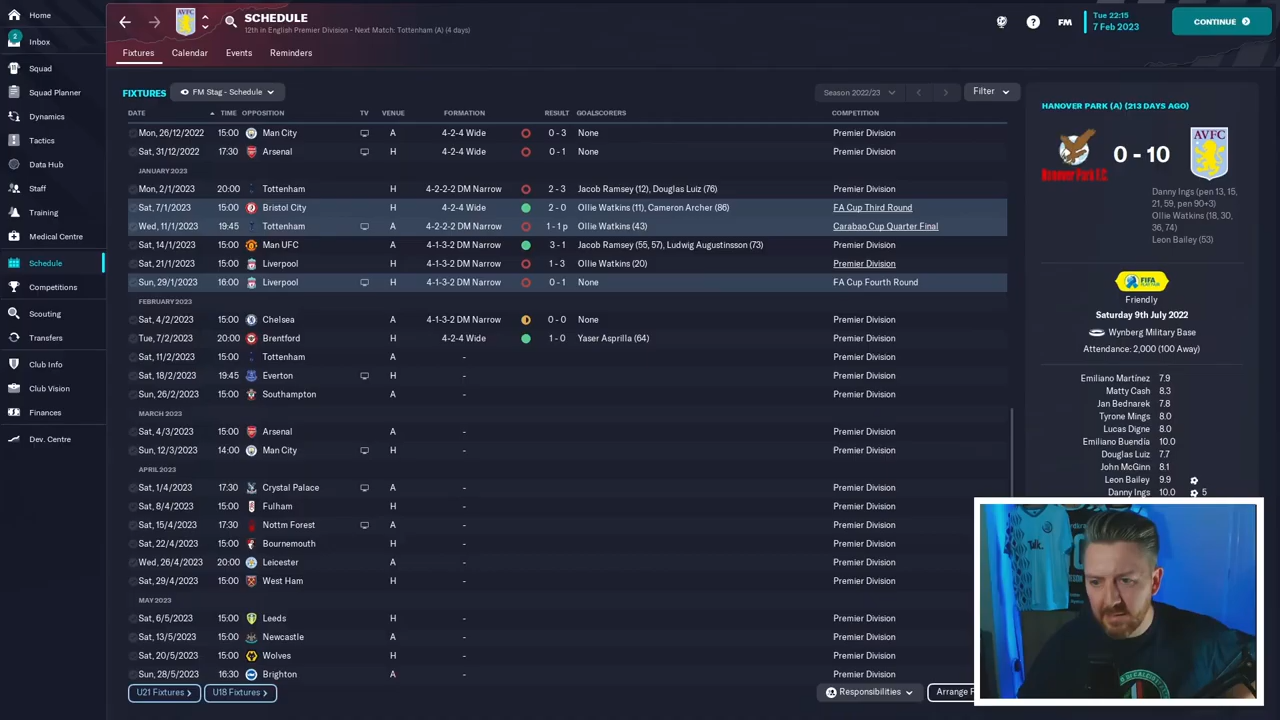 Home
SCHEDULE
12th in English Premier Division - Next Match: Tottenham (A) (4 days)
FM
Tue 22:15
7 Feb 2023
CONTINUE
2
Inbox
Squad
Squad Planner
Dynamics
Tactics
Data Hub
Staff
Training
Medical Centre
Schedule
Competitions
Scouting
Transfers
Club Info
Club Vision
Finances
Dev. Centre
Fixtures Calendar Events Reminders
FIXTURES FM Stag - Schedule Season 2022/23 Filter
DATE TIME OPPOSITION TV VENUE FORMATION RESULT GOALSCORERS COMPETITION
Mon, 26/12/2022 15:00 Man City A 4-2-4 Wide 0 - 3 None Premier Division
Sat, 31/12/2022 17:30 Arsenal H 4-2-4 Wide 0 - 1 None Premier Division
JANUARY 2023
Mon, 2/1/2023 20:00 Tottenham H 4-2-2-2 DM Narrow 2 - 3 Jacob Ramsey (12), Douglas Luiz (76) Premier Division
Sat, 7/1/2023 15:00 Bristol City H 4-2-4 Wide 2 - 0 Ollie Watkins (11), Cameron Archer (86) FA Cup Third Round
Wed, 11/1/2023 19:45 Tottenham H 4-2-2-2 DM Narrow 1 - 1 p Ollie Watkins (43) Carabao Cup Quarter Final
Sat, 14/1/2023 15:00 Man UFC A 4-1-3-2 DM Narrow 3 - 1 Jacob Ramsey (55, 57), Ludwig Augustinsson (73) Premier Division
Sat, 21/1/2023 15:00 Liverpool H 4-1-3-2 DM Narrow 1 - 3 Ollie Watkins (20) Premier Division
Sun, 29/1/2023 16:00 Liverpool H 4-1-3-2 DM Narrow 0 - 1 None FA Cup Fourth Round
FEBRUARY 2023
Sat, 4/2/2023 15:00 Chelsea A 4-1-3-2 DM Narrow 0 - 0 None Premier Division
Tue, 7/2/2023 20:00 Brentford H 4-2-4 Wide 1 - 0 Yaser Asprilla (64) Premier Division
Sat, 11/2/2023 15:00 Tottenham A - Premier Division
Sat, 18/2/2023 19:45 Everton H - Premier Division
Sun, 26/2/2023 15:00 Southampton A - Premier Division
MARCH 2023
Sat, 4/3/2023 15:00 Arsenal A - Premier Division
Sun, 12/3/2023 14:00 Man City H - Premier Division
APRIL 2023
Sat, 1/4/2023 17:30 Crystal Palace A - Premier Division
Sat, 8/4/2023 15:00 Fulham H - Premier Division
Sat, 15/4/2023 17:30 Nottm Forest A - Premier Division
Sat, 22/4/2023 15:00 Bournemouth H - Premier Division
Wed, 26/4/2023 20:00 Leicester A - Premier Division
Sat, 29/4/2023 15:00 West Ham H - Premier Division
MAY 2023
Sat, 6/5/2023 15:00 Leeds H - Premier Division
Sat, 13/5/2023 15:00 Newcastle A - Premier Division
Sat, 20/5/2023 15:00 Wolves H - Premier Division
Sun, 28/5/2023 16:30 Brighton A - Premier Division
U21 Fixtures U18 Fixtures Responsibilities Arrange F
HANOVER PARK (A) (213 DAYS AGO)
Hanover Park F.C.
0 - 10
AVFC
Danny Ings (pen 13, 15,
21, 59, pen 90+3)
Ollie Watkins (18, 30,
36, 74)
Leon Bailey (53)
FIFA
Friendly
Saturday 9th July 2022
Wynberg Military Base
Attendance: 2,000 (100 Away)
Emiliano Martínez 7.9
Matty Cash 8.3
Jan Bednarek 7.8
Tyrone Mings 8.0
Lucas Digne 8.0
Emiliano Buendía 10.0
Douglas Luiz 7.7
John McGinn 8.1
Leon Bailey 9.9
Danny Ings 10.0 5